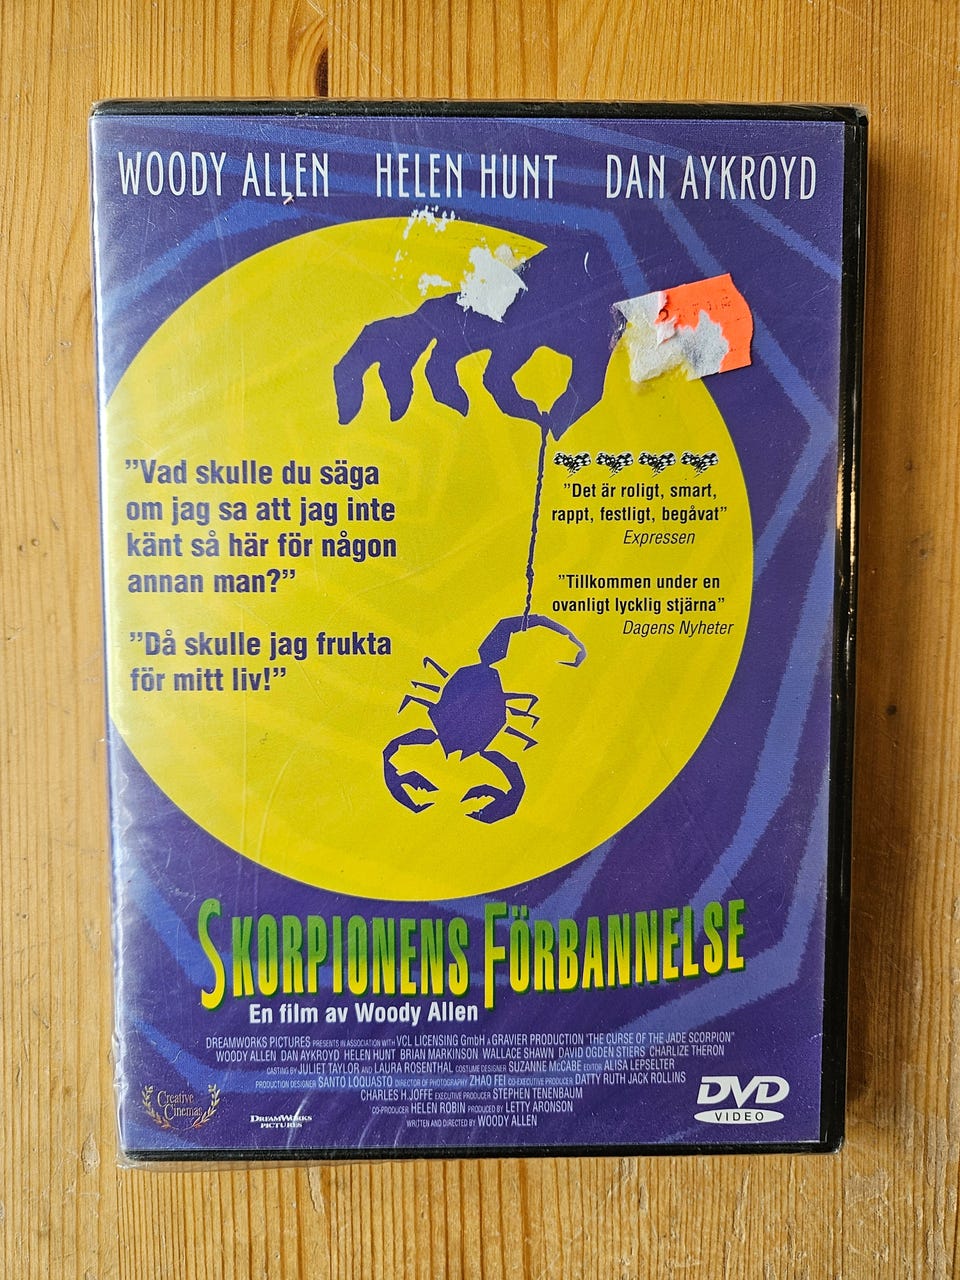 WOODY ALLEN HELEN HUNT DAN AYKROYD
”Vad skulle du säga
om jag sa att jag inte
känt så här för någon
annan man?”
”Då skulle jag frukta
för mitt liv!”
”Det är roligt, smart,
rappt, festligt, begåvat”
Expressen
”Tillkommen under en
ovanligt lycklig stjärna”
Dagens Nyheter
SKORPIONENS FÖRBANNELSE
En film av Woody Allen
DREAMWORKS PICTURES PRESENTS IN ASSOCIATION WITH VCL LICENSING GmbH A GRAVIER PRODUCTION "THE CURSE OF THE JADE SCORPION"
WOODY ALLEN DAN AYKROYD HELEN HUNT BRIAN MARKINSON WALLACE SHAWN DAVID OGDEN STIERS CHARLIZE THERON
CASTING BY JULIET TAYLOR AND LAURA ROSENTHAL COSTUME DESIGNER SUZANNE McCABE EDITOR ALISA LEPSELTER
PRODUCTION DESIGNER SANTO LOQUASTO DIRECTOR OF PHOTOGRAPHY ZHAO FEI CO-EXECUTIVE PRODUCER DATTY RUTH JACK ROLLINS
CHARLES H.JOFFE EXECUTIVE PRODUCER STEPHEN TENENBAUM
CO-PRODUCER HELEN ROBIN PRODUCED BY LETTY ARONSON
WRITTEN AND DIRECTED BY WOODY ALLEN
Creative
Cinemas
DREAMWORKS
PICTURES
DVD
VIDEO